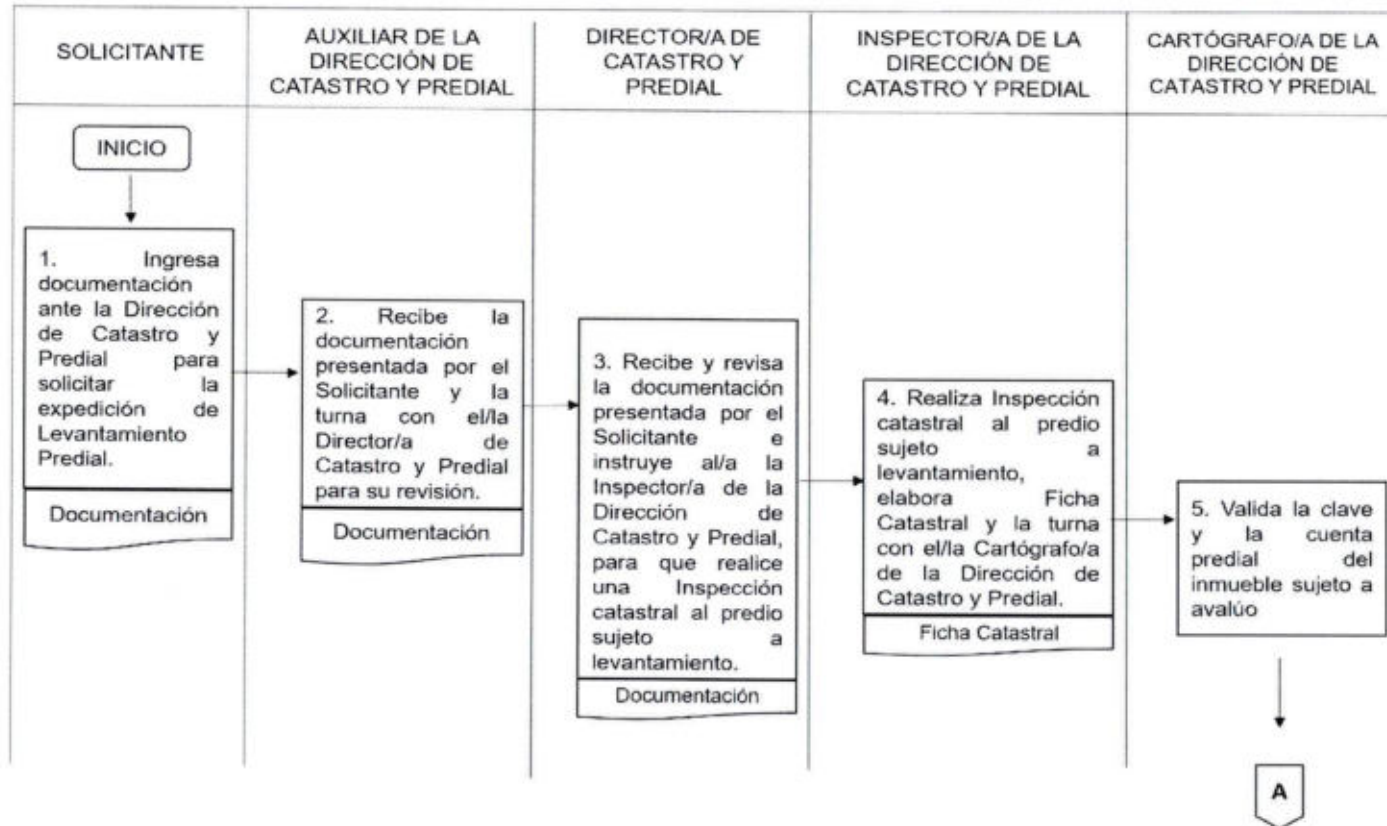 SOLICITANTE
AUXILIAR DE LA
DIRECCIÓN DE
CATASTRO Y PREDIAL
DIRECTOR/A DE
CATASTRO Y
PREDIAL
INSPECTOR/A DE LA
DIRECCIÓN DE
CATASTRO Y PREDIAL
CARTÓGRAFO/A DE LA
DIRECCIÓN DE
CATASTRO Y PREDIAL
INICIO
1. Ingresa
documentación
ante la Dirección
de Catastro y
Predial para
solicitar la
expedición de
Levantamiento
Predial.
Documentación
2. Recibe la
documentación
presentada por el
Solicitante y la
turna con el/la
Director/a de
Catastro y Predial
para su revisión.
Documentación
3. Recibe y revisa
la documentación
presentada por el
Solicitante e
instruye al/a la
Inspector/a de la
Dirección de
Catastro y Predial,
para que realice
una Inspección
catastral al predio
sujeto a
levantamiento.
Documentación
4. Realiza Inspección
catastral al predio
sujeto a
levantamiento,
elabora Ficha
Catastral y la turna
con el/la Cartógrafo/a
de la Dirección de
Catastro y Predial.
Ficha Catastral
5. Valida la clave
y la cuenta
predial del
inmueble sujeto a
avalúo
A